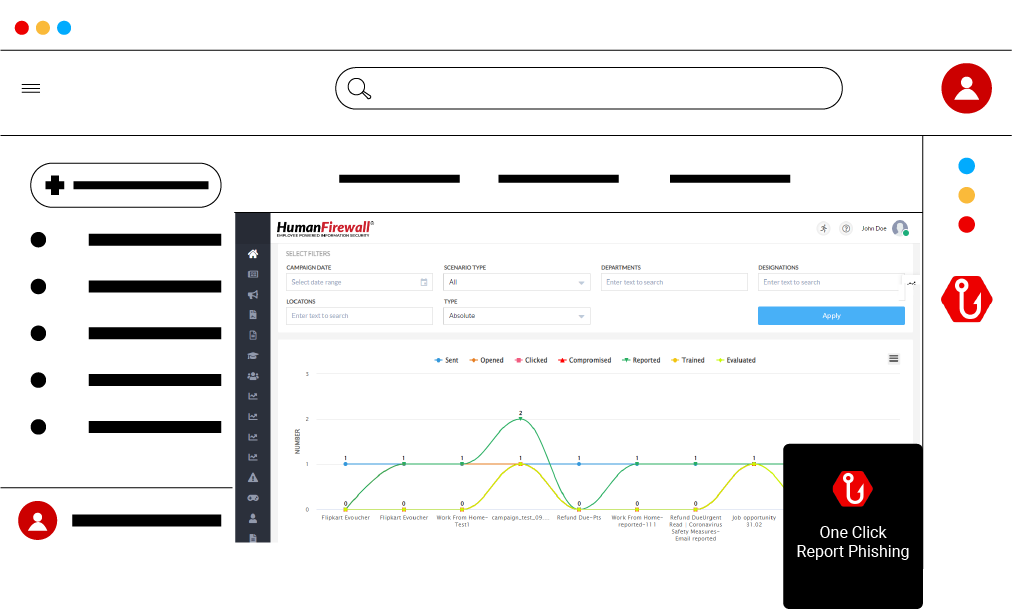 HumanFirewall®
EMPLOYEE POWERED INFORMATION SECURITY
John Doe
SELECT FILTERS
CAMPAIGN DATE
SCENARIO TYPE
DEPARTMENTS
DESIGNATIONS
Select date range
All
Enter text to search
Enter text to search
LOCATONS
TYPE
Enter text to search
Absolute
Apply
Sent
Opened
Clicked
Compromised
Reported
Trained
Evaluated
NUMBER
3
2
1
0
2
1
1
1
1
1
1
1
1
0
0
0
0
0
0
Flipkart Evoucher
Flipkart Evoucher
Work From Home-
Test1
campaign_test_09....
Refund Due-Pts
Work From Home-
reported-111
Refund DueUrgent
Read : Coronavirus
Safety Measures-
Email reported
Job opportunity
31:02
One Click
Report Phishing